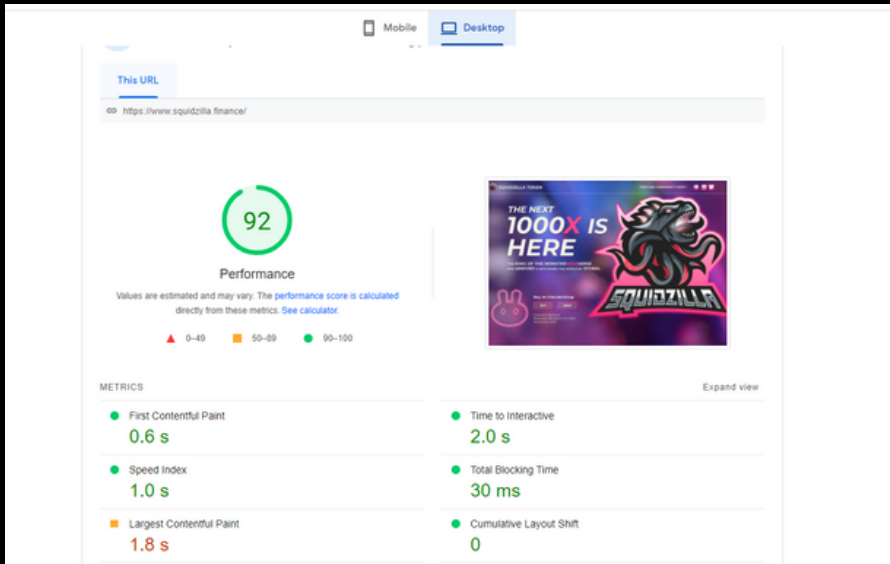 Mobile
Desktop
This URL
https://www.squidzilla.finance/
92
Performance
Values are estimated and may vary. The performance score is calculated
directly from these metrics. See calculator.
0–49
50–89
90–100
SQUIDZILLA TOKEN
THE NEXT
1000X IS
HERE
SQUIDZILLA
METRICS
Expand view
First Contentful Paint
0.6 s
Time to Interactive
2.0 s
Speed Index
1.0 s
Total Blocking Time
30 ms
Largest Contentful Paint
1.8 s
Cumulative Layout Shift
0